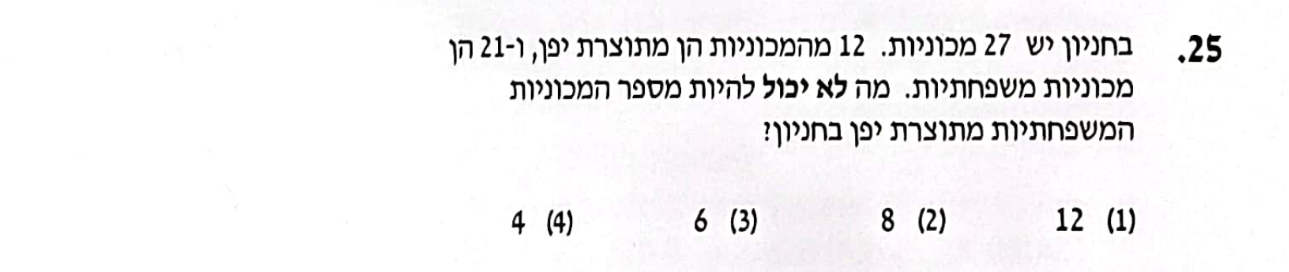 25. בחניון יש 27 מכוניות. 12 מהמכוניות הן מתוצרת יפן, ו-21 הן
מכוניות משפחתיות. מה לא יכול להיות מספר המכוניות
המשפחתיות מתוצרת יפן בחניון?
(1) 12 (2) 8 (3) 6 (4) 4